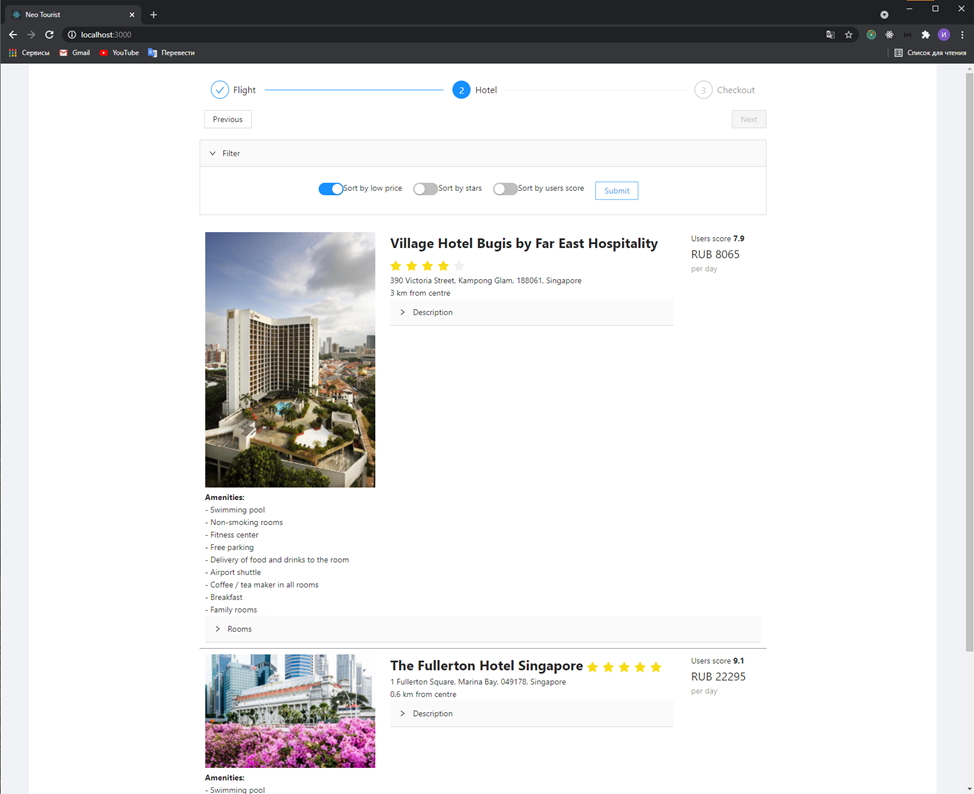 Neo Tourist
localhost:3000
Сервисы Gmail YouTube Перевести Список для чтения
Flight 2 Hotel 3 Checkout
Previous Next
Filter
Sort by low price Sort by stars Sort by users score Submit
Village Hotel Bugis by Far East Hospitality
390 Victoria Street, Kampong Glam, 188061, Singapore
3 km from centre
Description
Users score 7.9
RUB 8065
per day
Amenities:
- Swimming pool
- Non-smoking rooms
- Fitness center
- Free parking
- Delivery of food and drinks to the room
- Airport shuttle
- Coffee / tea maker in all rooms
- Breakfast
- Family rooms
Rooms
The Fullerton Hotel Singapore
1 Fullerton Square, Marina Bay, 049178, Singapore
0.6 km from centre
Description
Users score 9.1
RUB 22295
per day
Amenities:
- Swimming pool